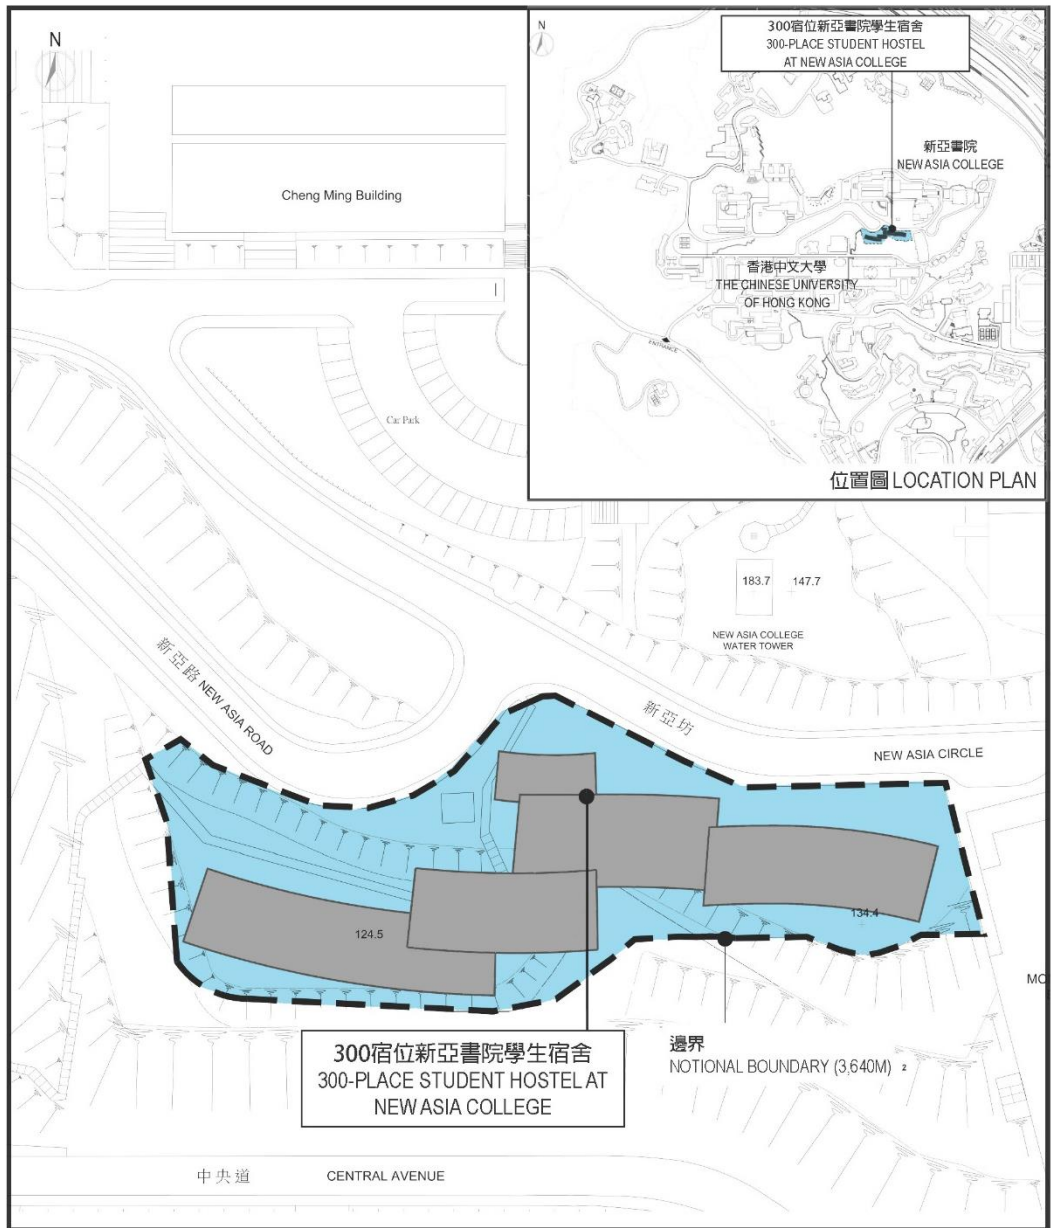 N
Cheng Ming Building
Car Park
N
300宿位新亞書院學生宿舍
300-PLACE STUDENT HOSTEL
AT NEW ASIA COLLEGE
新亞書院
NEW ASIA COLLEGE
香港中文大學
THE CHINESE UNIVERSITY
OF HONG KONG
ENTRANCE
位置圖 LOCATION PLAN
183.7
147.7
NEW ASIA COLLEGE
WATER TOWER
新亞路 NEW ASIA ROAD
新亞坊
NEW ASIA CIRCLE
124.5
134.4
MC
300宿位新亞書院學生宿舍
300-PLACE STUDENT HOSTEL AT
NEW ASIA COLLEGE
邊界
NOTIONAL BOUNDARY (3,640M) 2
中央道
CENTRAL AVENUE